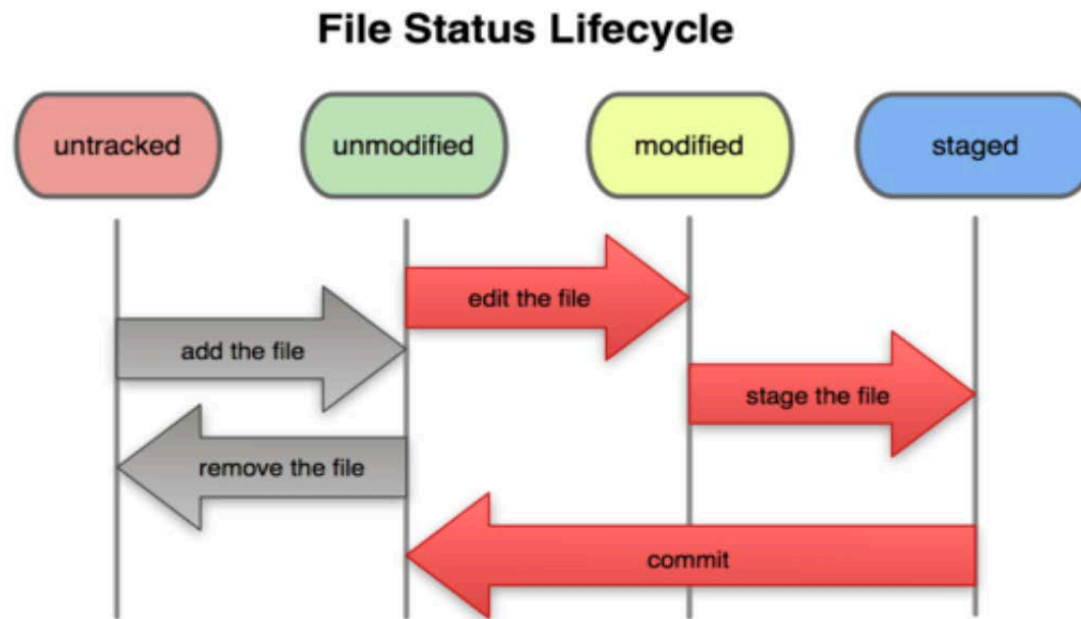 File Status Lifecycle
untracked
unmodified
modified
staged
edit the file
add the file
stage the file
remove the file
commit